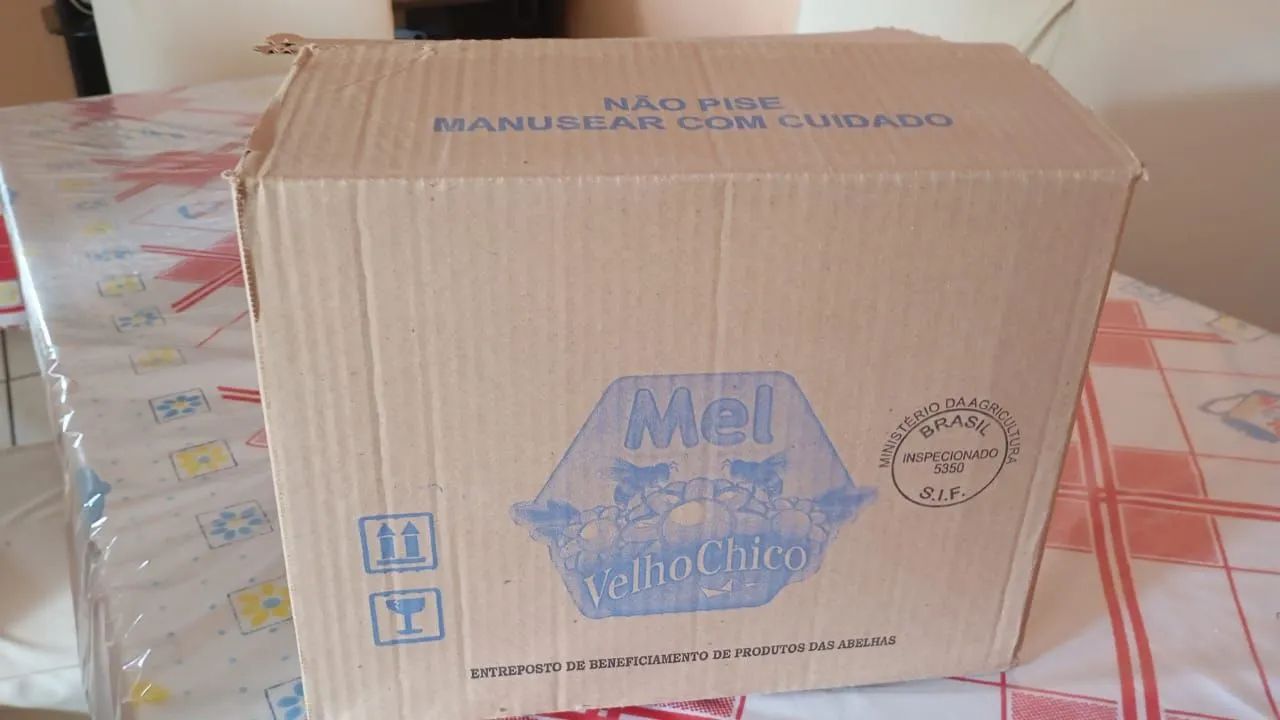 NÃO PISE
MANUSEAR COM CUIDADO
Mel
VelhoChico
MINISTÉRIO DA AGRICULTURA
BRASIL
INSPECIONADO
5350
S.I.F.
ENTREPOSTO DE BENEFICIAMENTO DE PRODUTOS DAS ABELHAS